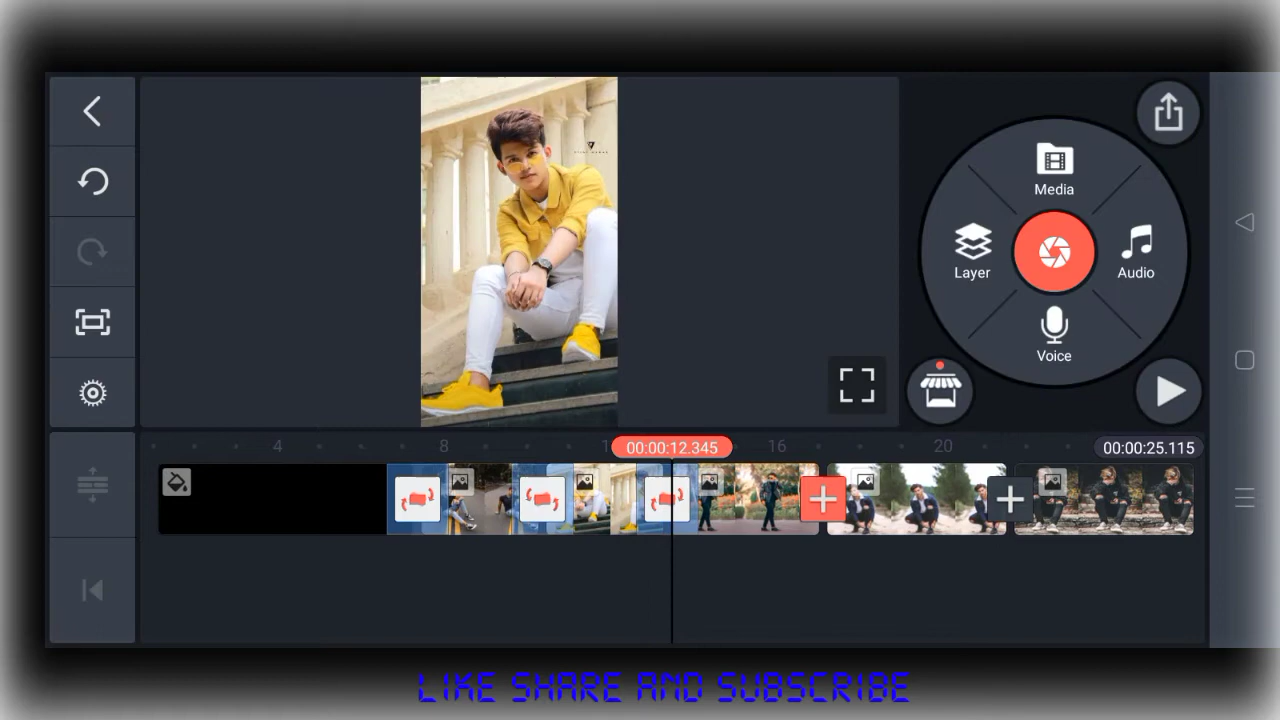 Media
Layer
Audio
Voice
4
8
00:00:12.345
16
20
00:00:25.115
LIKE SHARE AND SUBSCRIBE